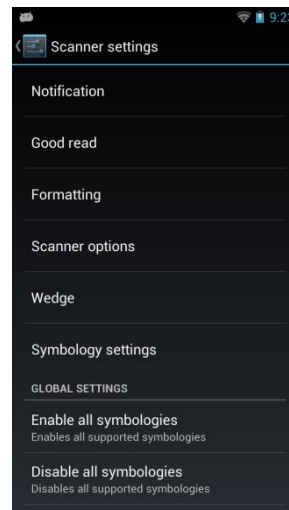 9:23
Scanner settings
Notification
Good read
Formatting
Scanner options
Wedge
Symbology settings
GLOBAL SETTINGS
Enable all symbologies
Enables all supported symbologies
Disable all symbologies
Disables all supported symbologies